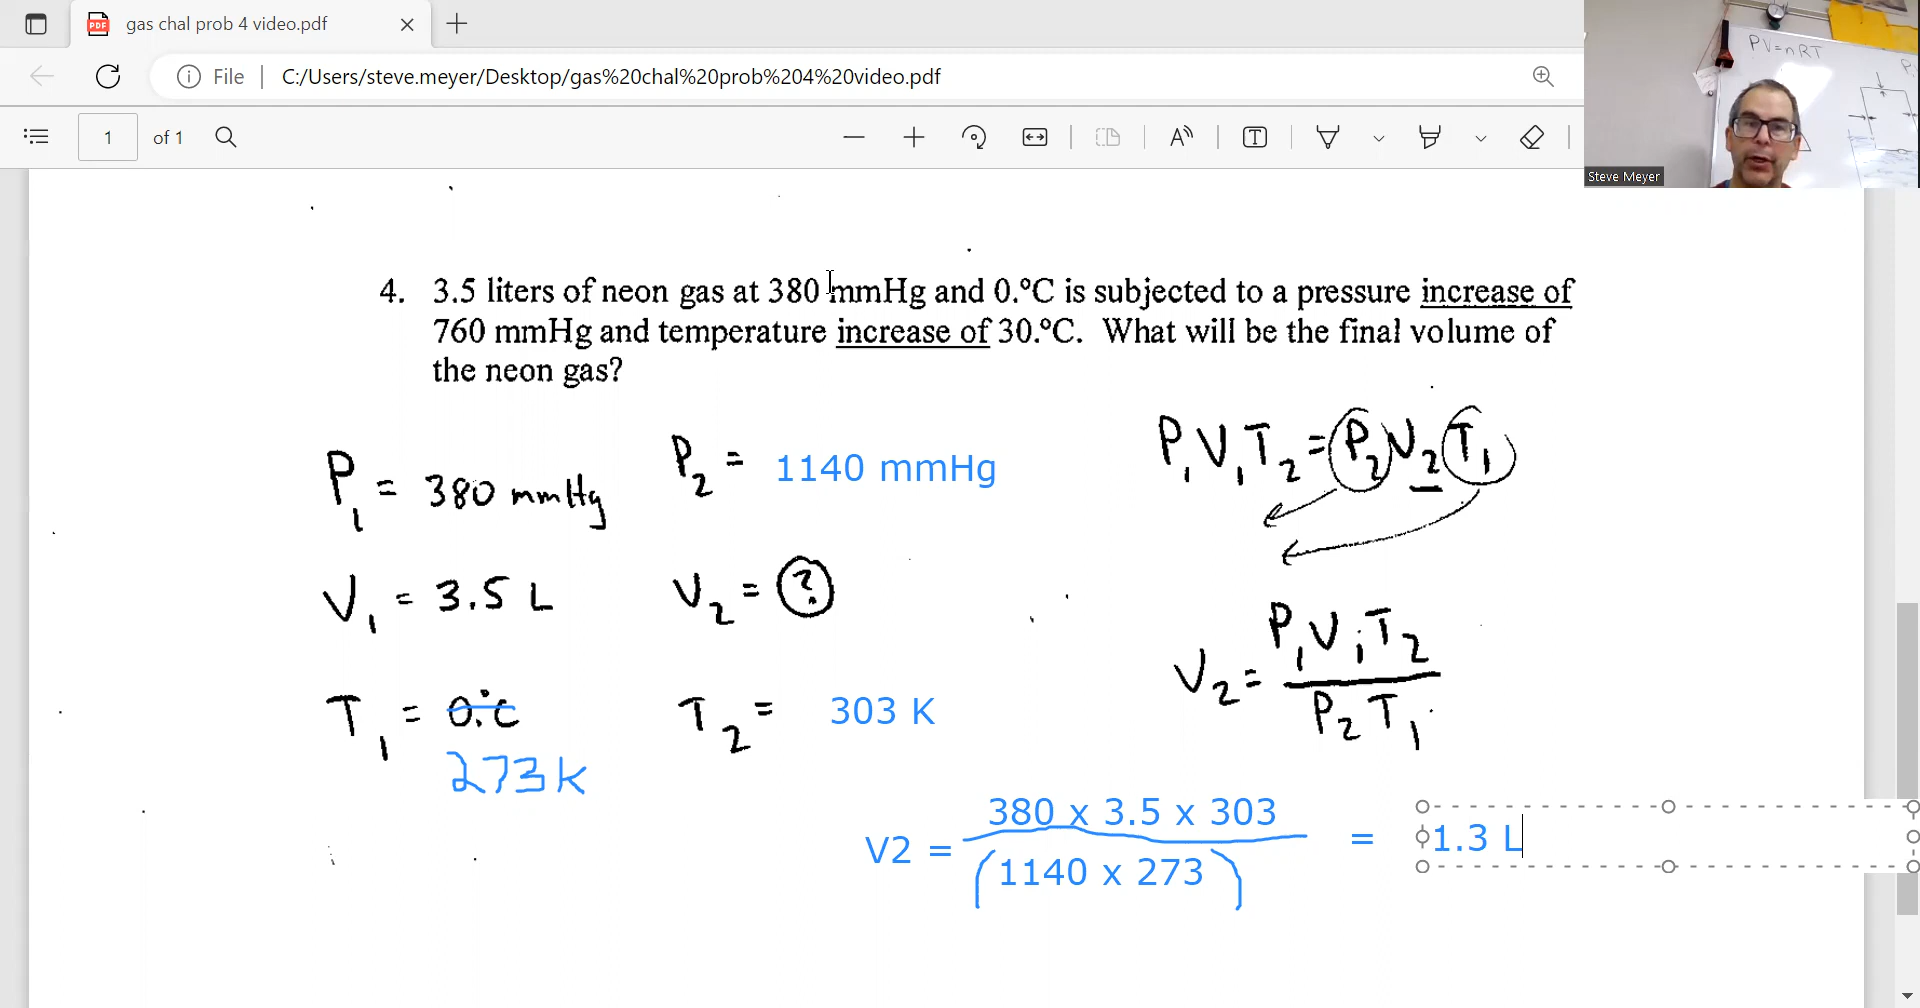 gas chal prob 4 video.pdf
File C:/Users/steve.meyer/Desktop/gas%20chal%20prob%204%20video.pdf
1 of 1
PV=nRT
Steve Meyer
4. 3.5 liters of neon gas at 380 mmHg and 0.°C is subjected to a pressure increase of
760 mmHg and temperature increase of 30.°C. What will be the final volume of
the neon gas?
P₁ = 380 mmHg
P₂ = 1140 mmHg
P₁V₁T₂ = P₂V₂T₁
V₁ = 3.5 L
V₂ = ?
V₂ = P₁V₁T₂
P₂T₁
T₁ = 0.°C
273 K
T₂ = 303 K
380 x 3.5 x 303
V2 = = 1.3 L
(1140 x 273)